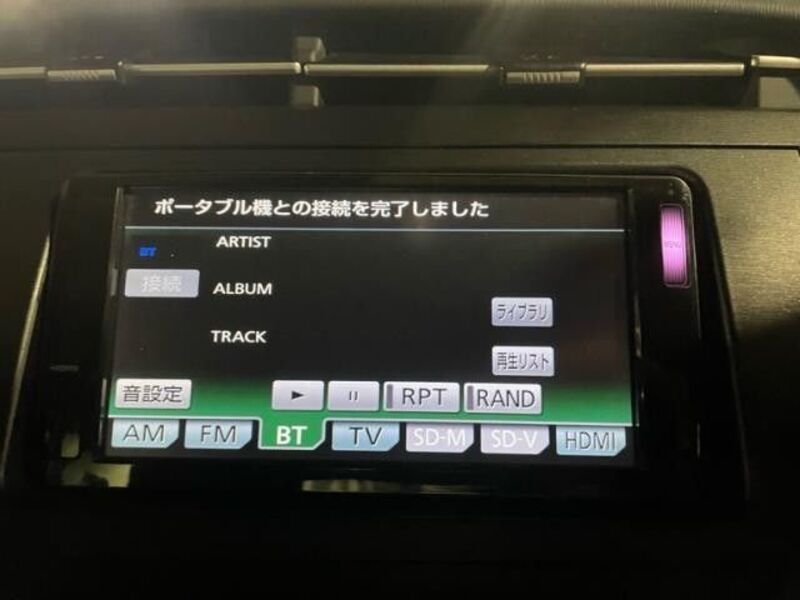 ポータブル機との接続を完了しました
BT
ARTIST
接続
ALBUM
ライブラリ
TRACK
再生リスト
音設定
► II RPT RAND
AM FM BT TV SD-M SD-V HDMI
MENU